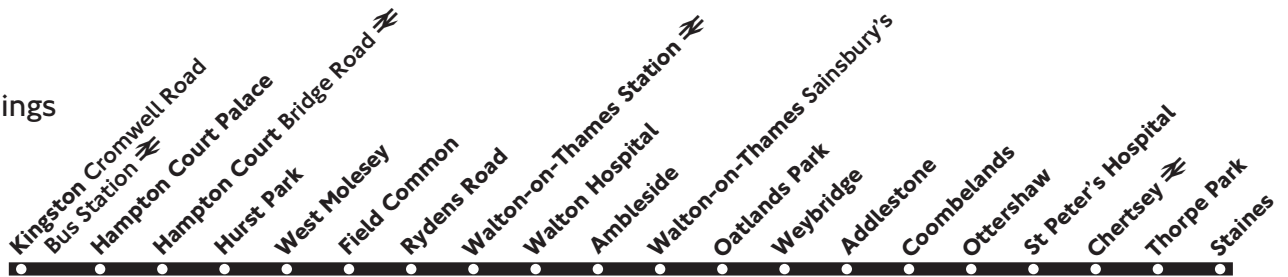 ings
Kingston Cromwell Road
Bus Station
Hampton Court Palace
Hampton Court Bridge Road
Hurst Park
West Molesey
Field Common
Rydens Road
Walton-on-Thames Station
Walton Hospital
Ambleside
Walton-on-Thames Sainsbury's
Oatlands Park
Weybridge
Addlestone
Coombelands
Ottershaw
St Peter's Hospital
Chertsey
Thorpe Park
Staines